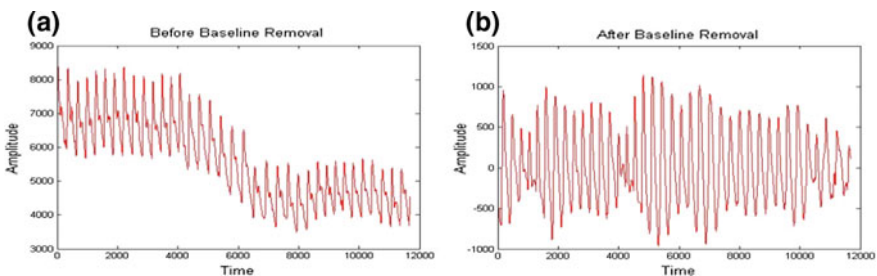 (a)
Before Baseline Removal
9000
8000
7000
6000
5000
4000
3000
Amplitude
0 2000 4000 6000 8000 10000 12000
Time
(b)
After Baseline Removal
1500
1000
500
0
-500
-1000
Amplitude
0 2000 4000 6000 8000 10000 12000
Time